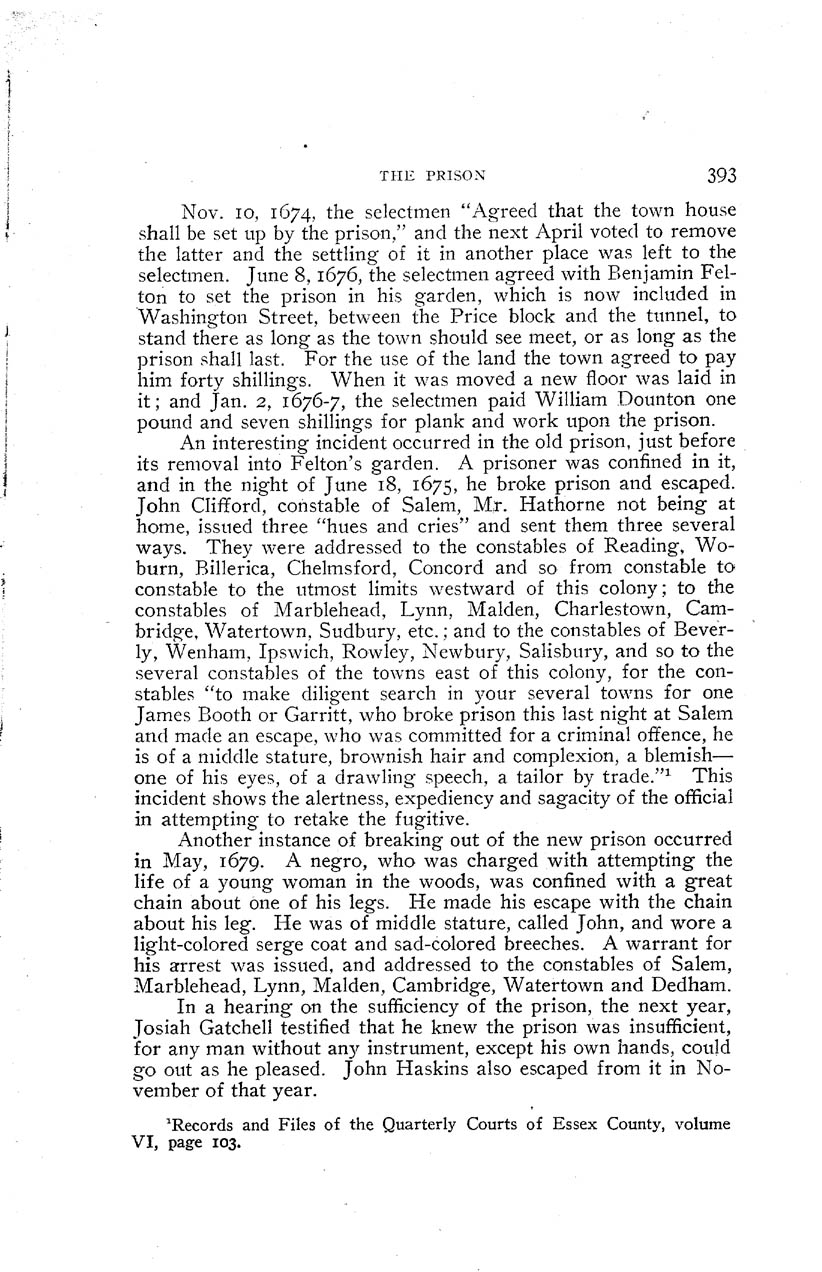 THE PRISON 393
Nov. 10, 1674, the selectmen “Agreed that the town house
shall be set up by the prison,” and the next April voted to remove
the latter and the settling of it in another place was left to the
selectmen. June 8, 1676, the selectmen agreed with Benjamin Fel-
ton to set the prison in his garden, which is now included in
Washington Street, between the Price block and the tunnel, to
stand there as long as the town should see meet, or as long as the
prison shall last. For the use of the land the town agreed to pay
him forty shillings. When it was moved a new floor was laid in
it; and Jan. 2, 1676-7, the selectmen paid William Dounton one
pound and seven shillings for plank and work upon the prison.
An interesting incident occurred in the old prison, just before
its removal into Felton’s garden. A prisoner was confined in it,
and in the night of June 18, 1675, he broke prison and escaped.
John Clifford, constable of Salem, Mr. Hathorne not being at
home, issued three “hues and cries” and sent them three several
ways. They were addressed to the constables of Reading, Wo-
burn, Billerica, Chelmsford, Concord and so from constable to
constable to the utmost limits westward of this colony; to the
constables of Marblehead, Lynn, Malden, Charlestown, Cam-
bridge, Watertown, Sudbury, etc.; and to the constables of Bever-
ly, Wenham, Ipswich, Rowley, Newbury, Salisbury, and so to the
several constables of the towns east of this colony, for the con-
stables “to make diligent search in your several towns for one
James Booth or Garritt, who broke prison this last night at Salem
and made an escape, who was committed for a criminal offence, he
is of a middle stature, brownish hair and complexion, a blemish—
one of his eyes, of a drawling speech, a tailor by trade.”¹ This
incident shows the alertness, expediency and sagacity of the official
in attempting to retake the fugitive.
Another instance of breaking out of the new prison occurred
in May, 1679. A negro, who was charged with attempting the
life of a young woman in the woods, was confined with a great
chain about one of his legs. He made his escape with the chain
about his leg. He was of middle stature, called John, and wore a
light-colored serge coat and sad-colored breeches. A warrant for
his arrest was issued, and addressed to the constables of Salem,
Marblehead, Lynn, Malden, Cambridge, Watertown and Dedham.
In a hearing on the sufficiency of the prison, the next year,
Josiah Gatchell testified that he knew the prison was insufficient,
for any man without any instrument, except his own hands, could
go out as he pleased. John Haskins also escaped from it in No-
vember of that year.
¹Records and Files of the Quarterly Courts of Essex County, volume
VI, page 103.